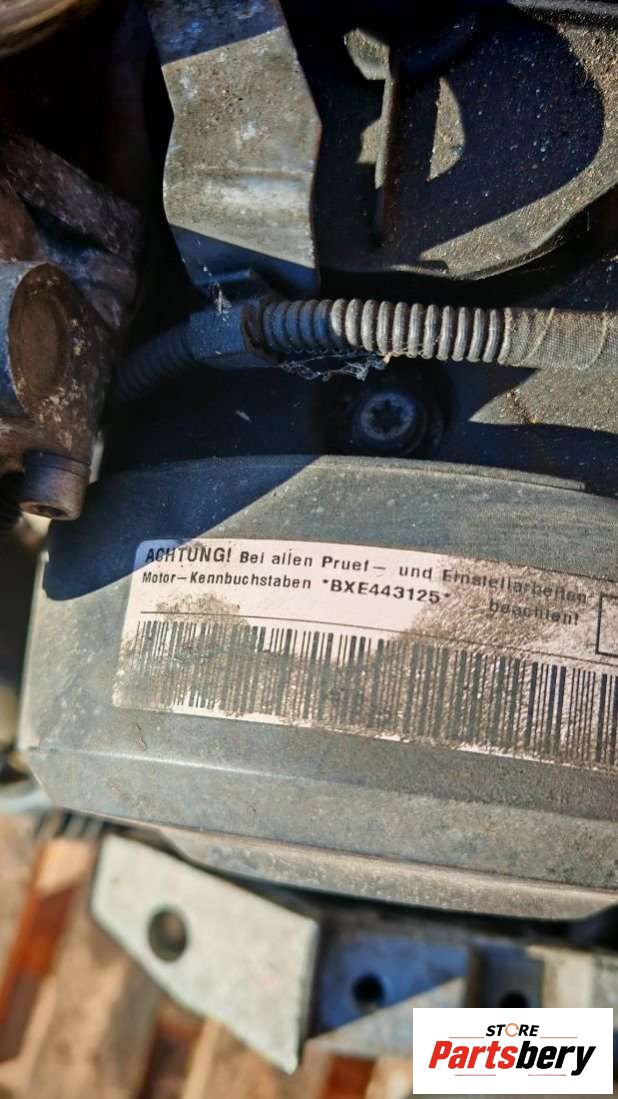 ACHTUNG! Bei allen Pruef- und Einstellarbeiten
Motor-Kennbuchstaben *BXE443125* beachten!
STORE
Partsbery